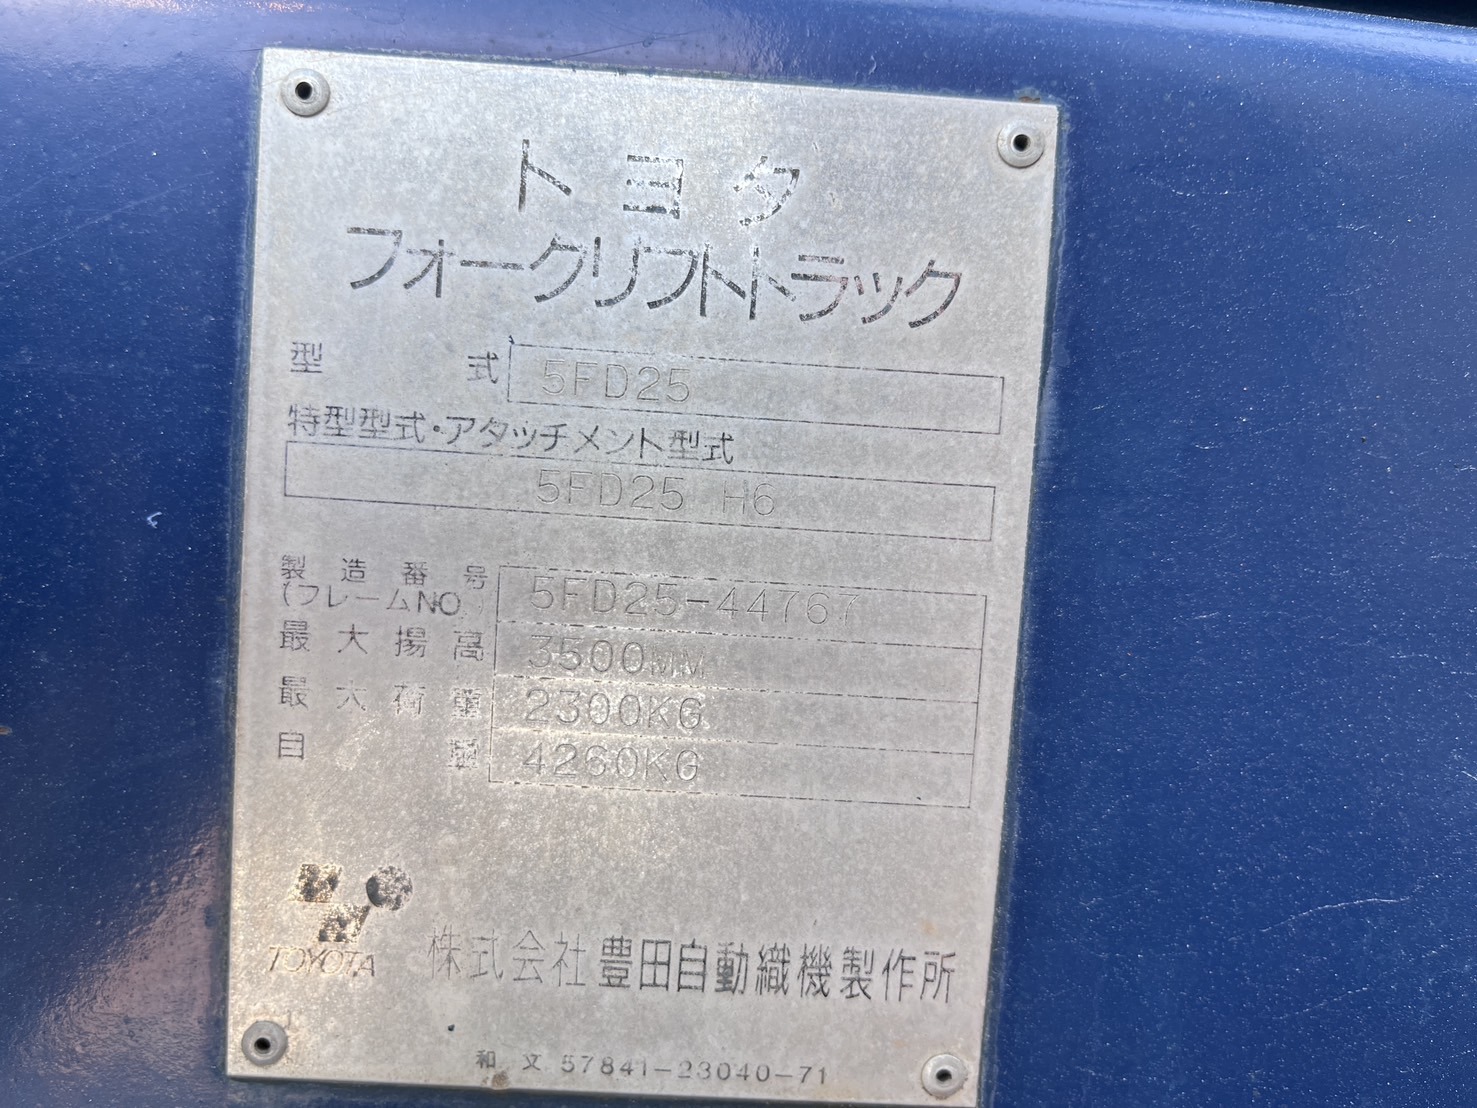 トヨタ
フォークリフトトラック
型式 5FD25
特型型式・アタッチメント型式
5FD25 H6
製造番号
(フレームNO.) 5FD25-44767
最大揚高 3500MM
最大荷重 2300KG
自重 4260KG
TOYOTA 株式会社豊田自動織機製作所
和文 57841-23040-71